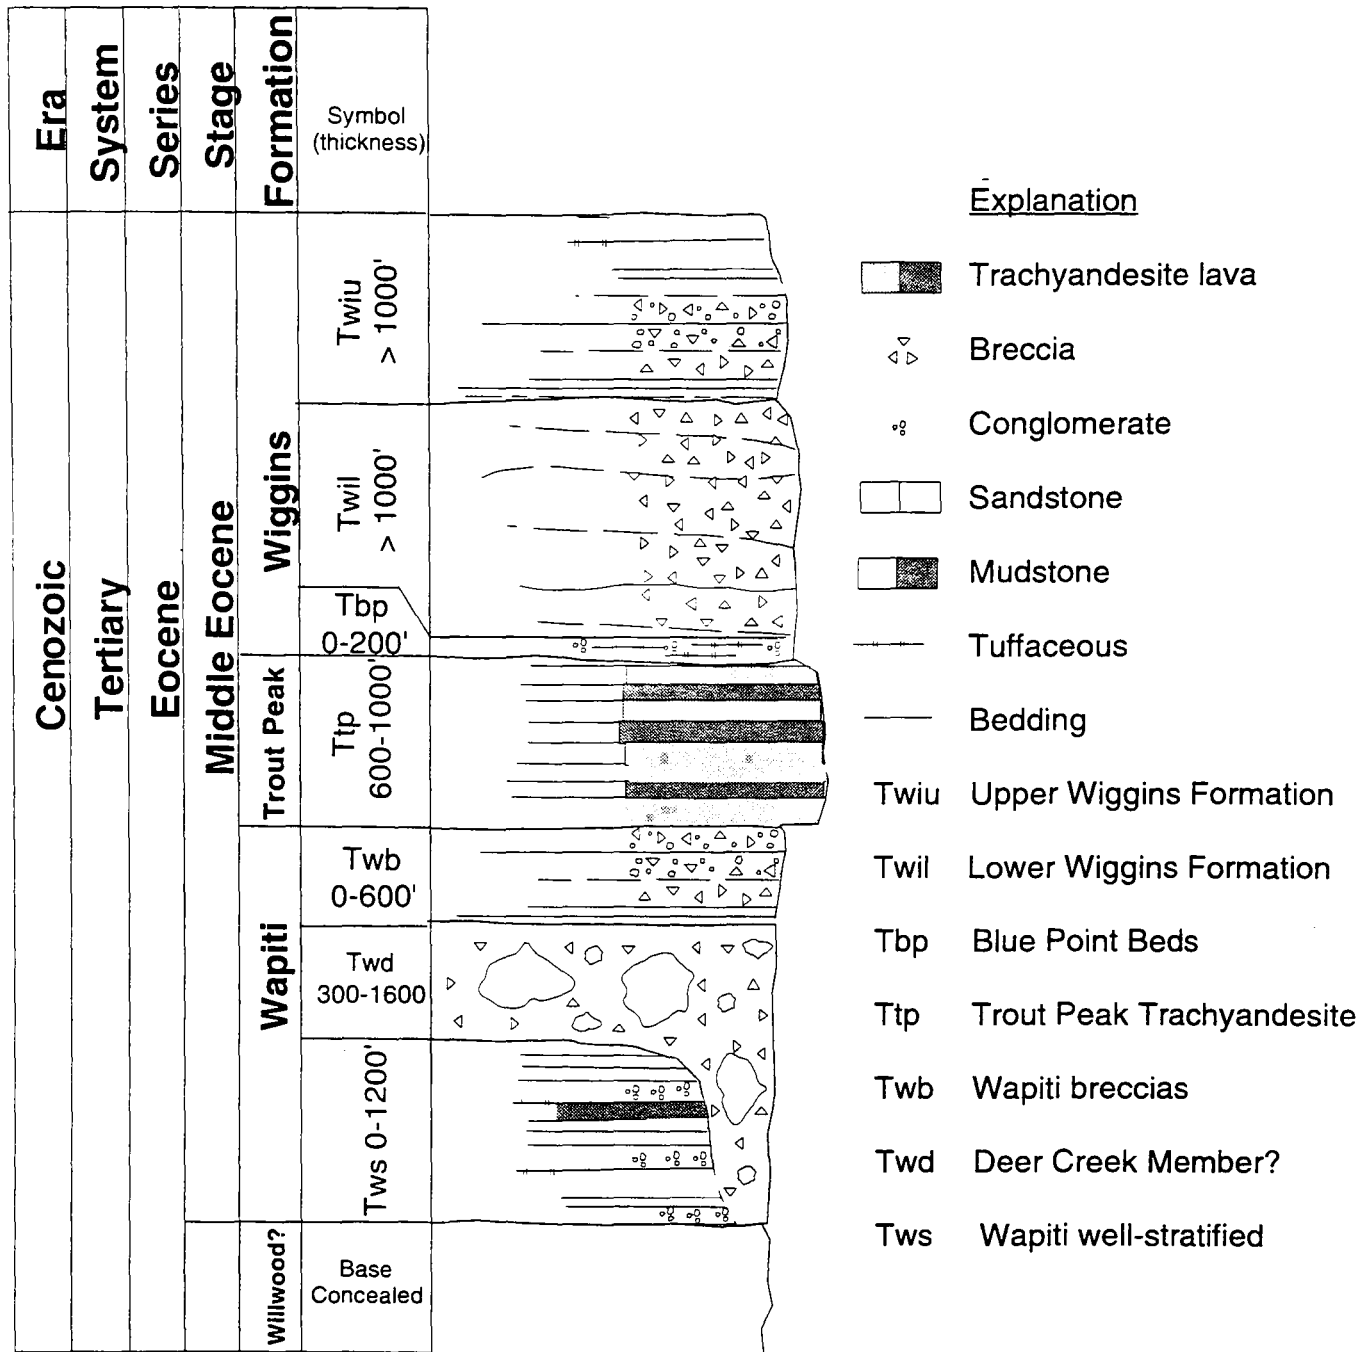 Era
System
Series
Stage
Formation
Symbol
(thickness)
Cenozoic
Tertiary
Eocene
Middle Eocene
Wiggins
Trout Peak
Wapiti
Willwood?
Twiu
> 1000'
Twil
> 1000'
Tbp
0-200'
Ttp
600-1000'
Twb
0-600'
Twd
300-1600
Tws 0-1200'
Base
Concealed
Explanation
Trachyandesite lava
Breccia
Conglomerate
Sandstone
Mudstone
Tuffaceous
Bedding
Twiu Upper Wiggins Formation
Twil Lower Wiggins Formation
Tbp Blue Point Beds
Ttp Trout Peak Trachyandesite
Twb Wapiti breccias
Twd Deer Creek Member?
Tws Wapiti well-stratified